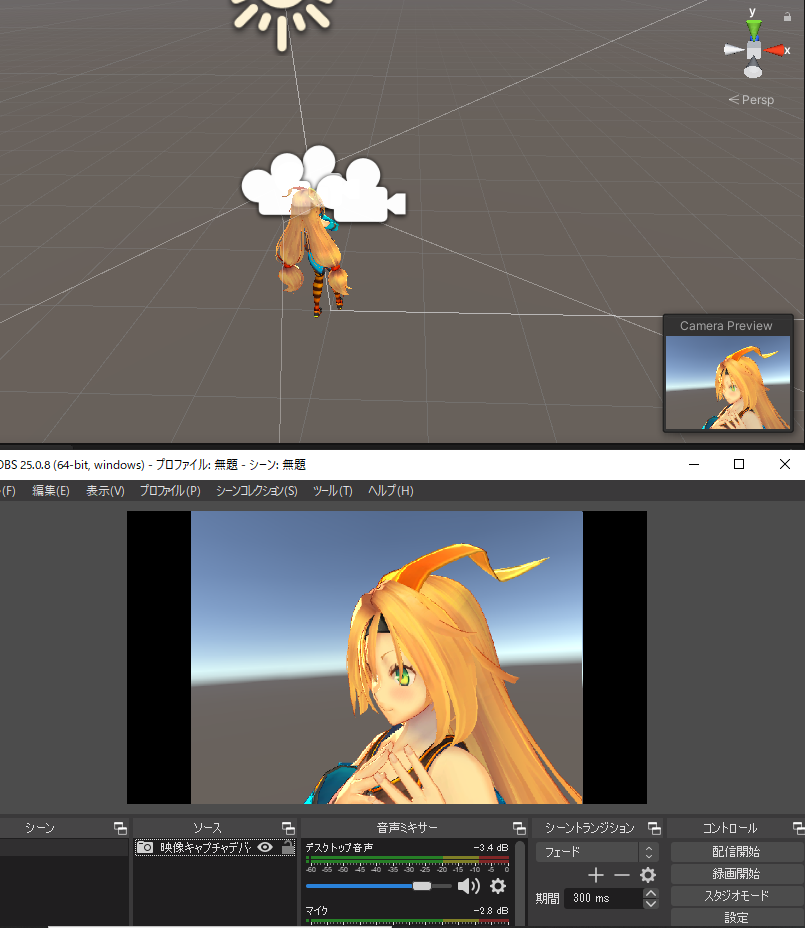 y
x
< Persp
Camera Preview
OBS 25.0.8 (64-bit, windows) - プロファイル: 無題 - シーン: 無題
(F) 編集(E) 表示(V) プロファイル(P) シーンコレクション(S) ツール(T) ヘルプ(H)
シーン ソース 音声ミキサー シーントランジション コントロール
映像キャプチャデバ
デスクトップ音声 -3.4 dB
-60 -55 -50 -45 -40 -35 -30 -25 -20 -15 -10 -5 0
マイク -2.8 dB
フェード
期間 300 ms
配信開始
録画開始
スタジオモード
設定